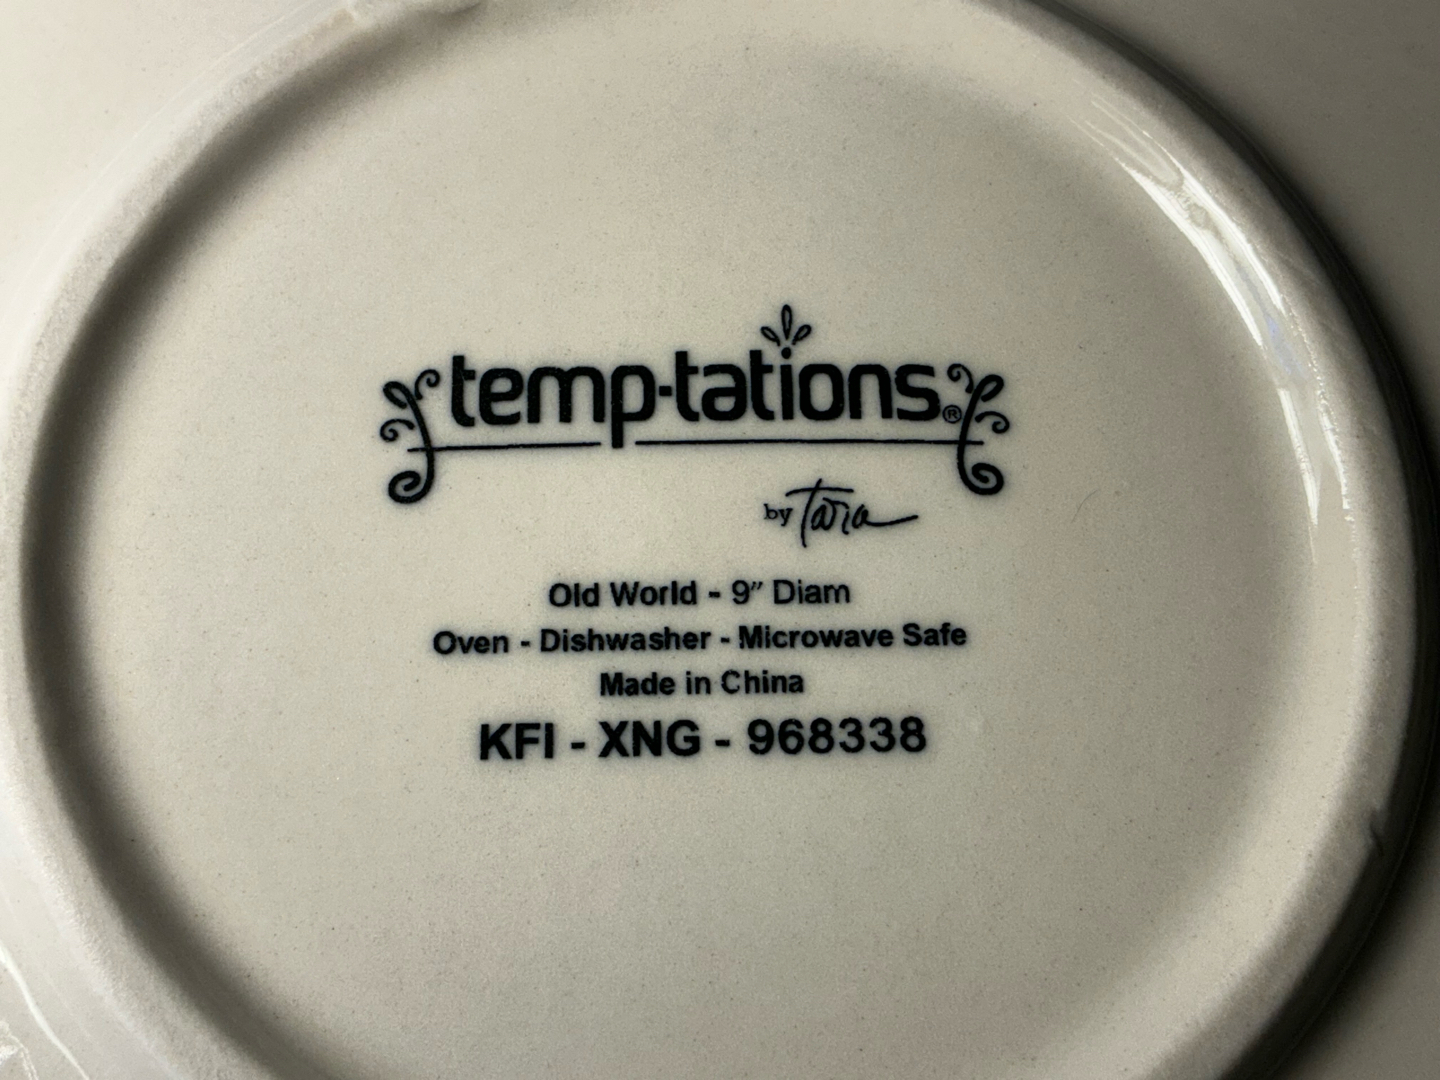 temp-tations®
by Tara
Old World - 9” Diam
Oven - Dishwasher - Microwave Safe
Made in China
KFI - XNG - 968338